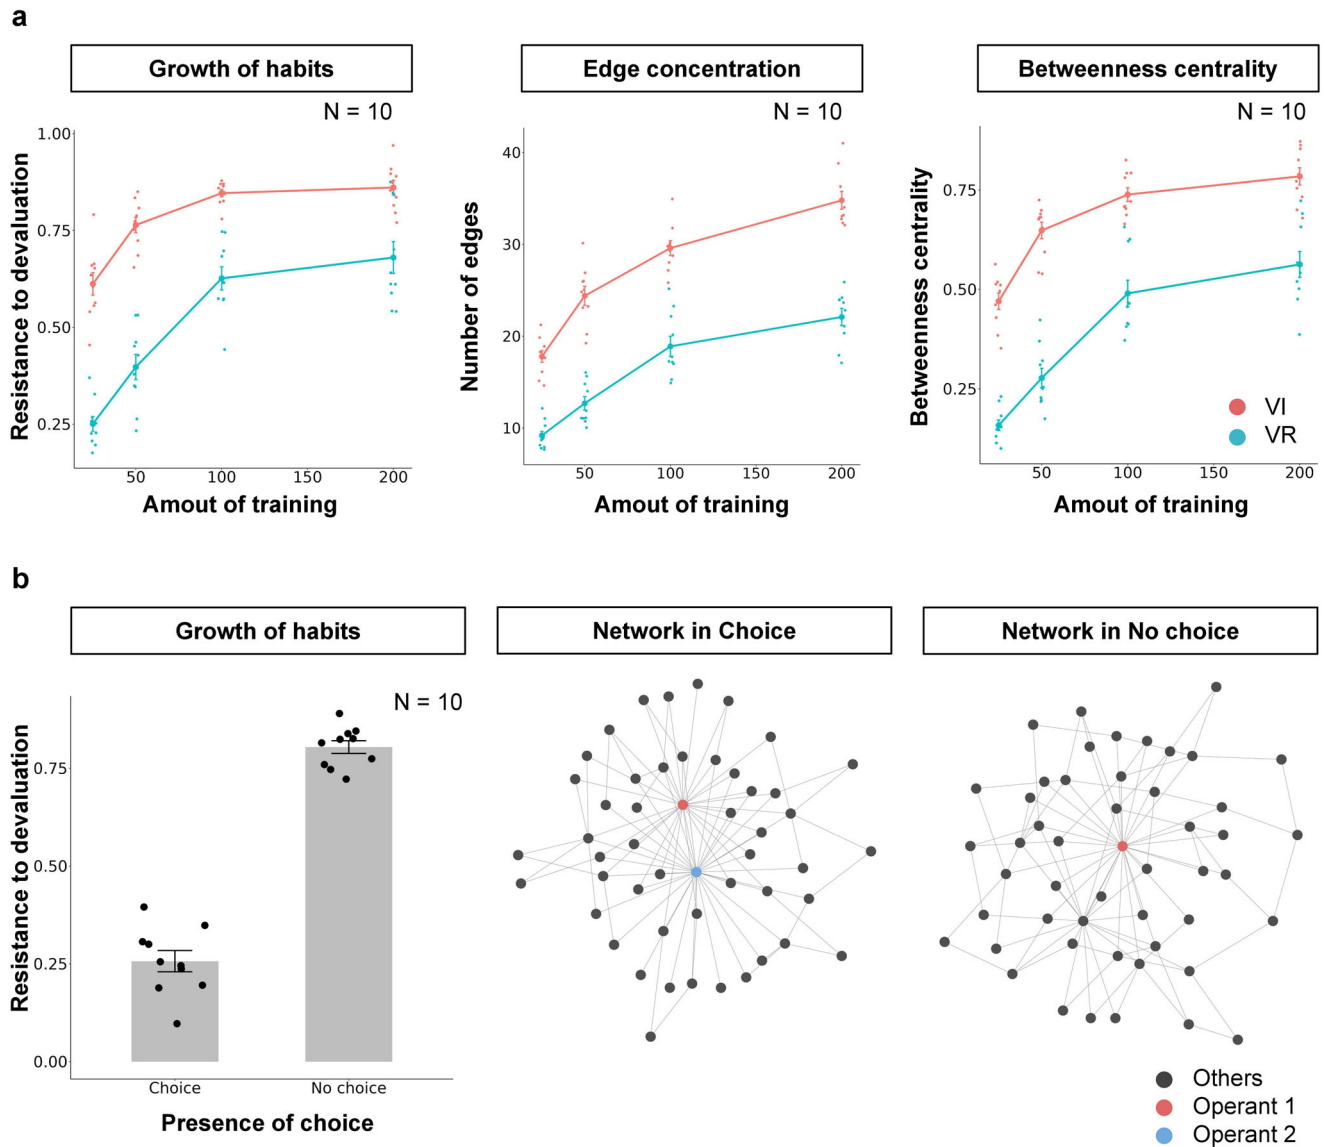 a
Growth of habits
Edge concentration
Betweenness centrality
N = 10
N = 10
N = 10
Resistance to devaluation
1.00
0.75
0.50
0.25
50
100
150
200
Amout of training
Number of edges
40
30
20
10
50
100
150
200
Amout of training
Betweenness centrality
0.75
0.50
0.25
50
100
150
200
Amout of training
VI
VR
b
Growth of habits
Network in Choice
Network in No choice
N = 10
Resistance to devaluation
0.75
0.50
0.25
0.00
Choice
No choice
Presence of choice
Others
Operant 1
Operant 2